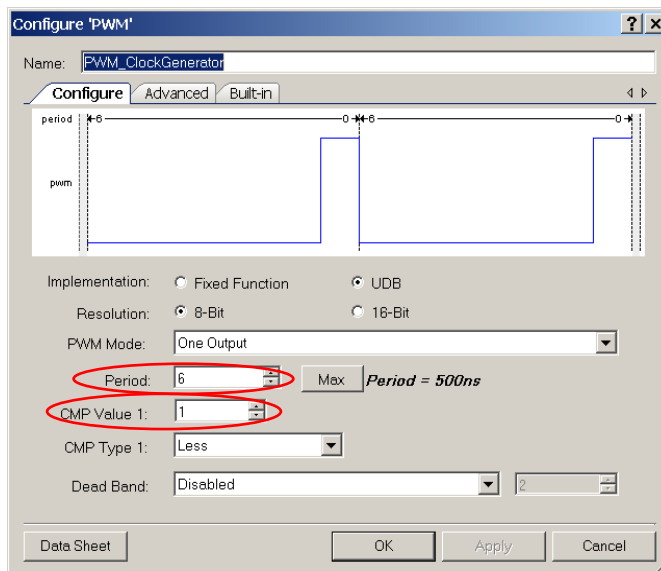 Configure 'PWM'
Name: PWM_ClockGenerator
Configure Advanced Built-in
period 6 0 6 0
pwm
Implementation: Fixed Function UDB
Resolution: 8-Bit 16-Bit
PWM Mode: One Output
Period: 6 Max Period = 500ns
CMP Value 1: 1
CMP Type 1: Less
Dead Band: Disabled 2
Data Sheet OK Apply Cancel